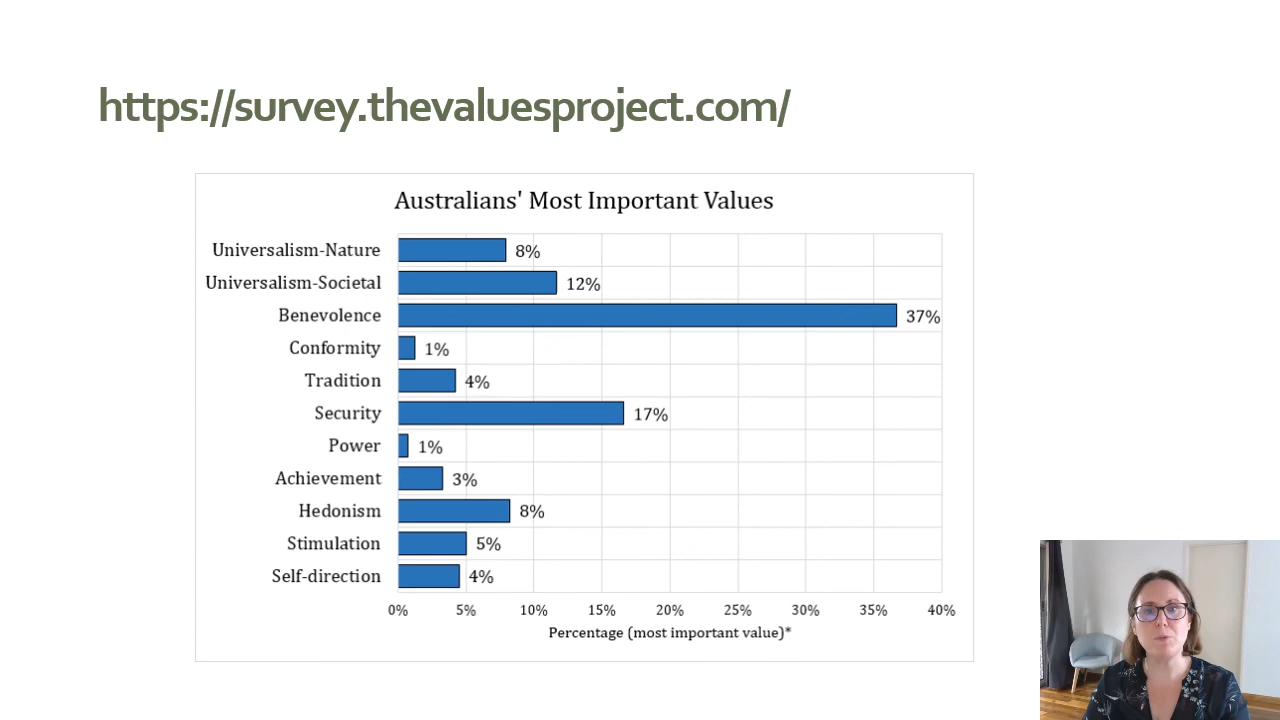 https://survey.thevaluesproject.com/
Australians' Most Important Values
Universalism-Nature 8%
Universalism-Societal 12%
Benevolence 37%
Conformity 1%
Tradition 4%
Security 17%
Power 1%
Achievement 3%
Hedonism 8%
Stimulation 5%
Self-direction 4%
0% 5% 10% 15% 20% 25% 30% 35% 40%
Percentage (most important value)*